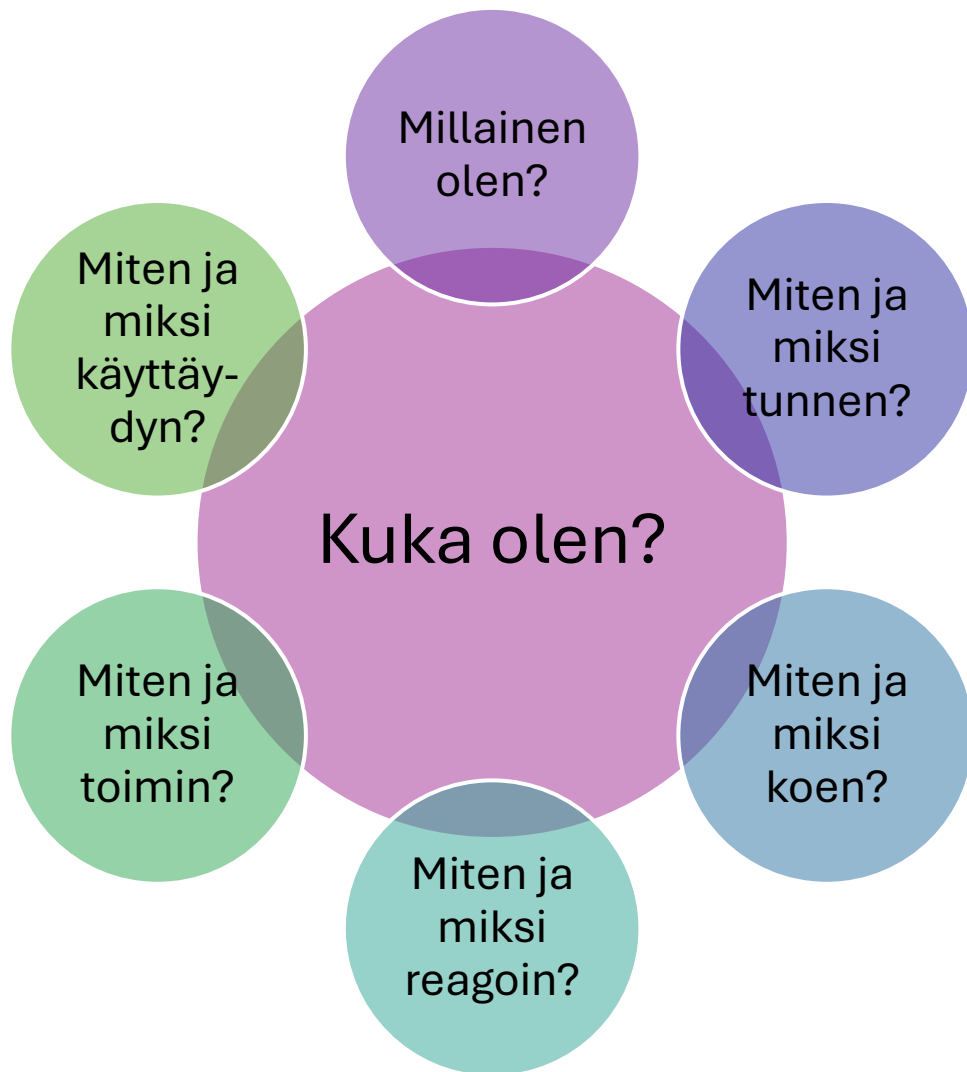 Millainen
olen?
Miten ja
miksi
tunnen?
Miten ja
miksi
koen?
Miten ja
miksi
reagoin?
Miten ja
miksi
toimin?
Miten ja
miksi
käyttäy-
dyn?
Kuka olen?